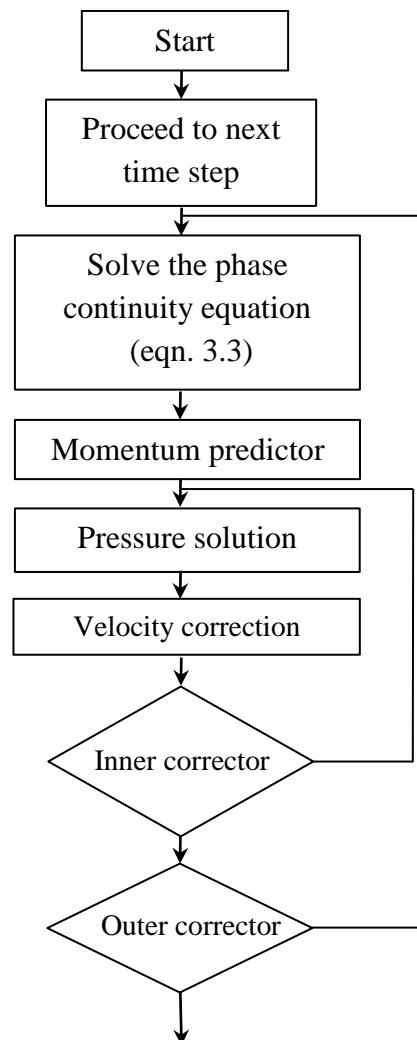 Start
Proceed to next
time step
Solve the phase
continuity equation
(eqn. 3.3)
Momentum predictor
Pressure solution
Velocity correction
Inner corrector
Outer corrector